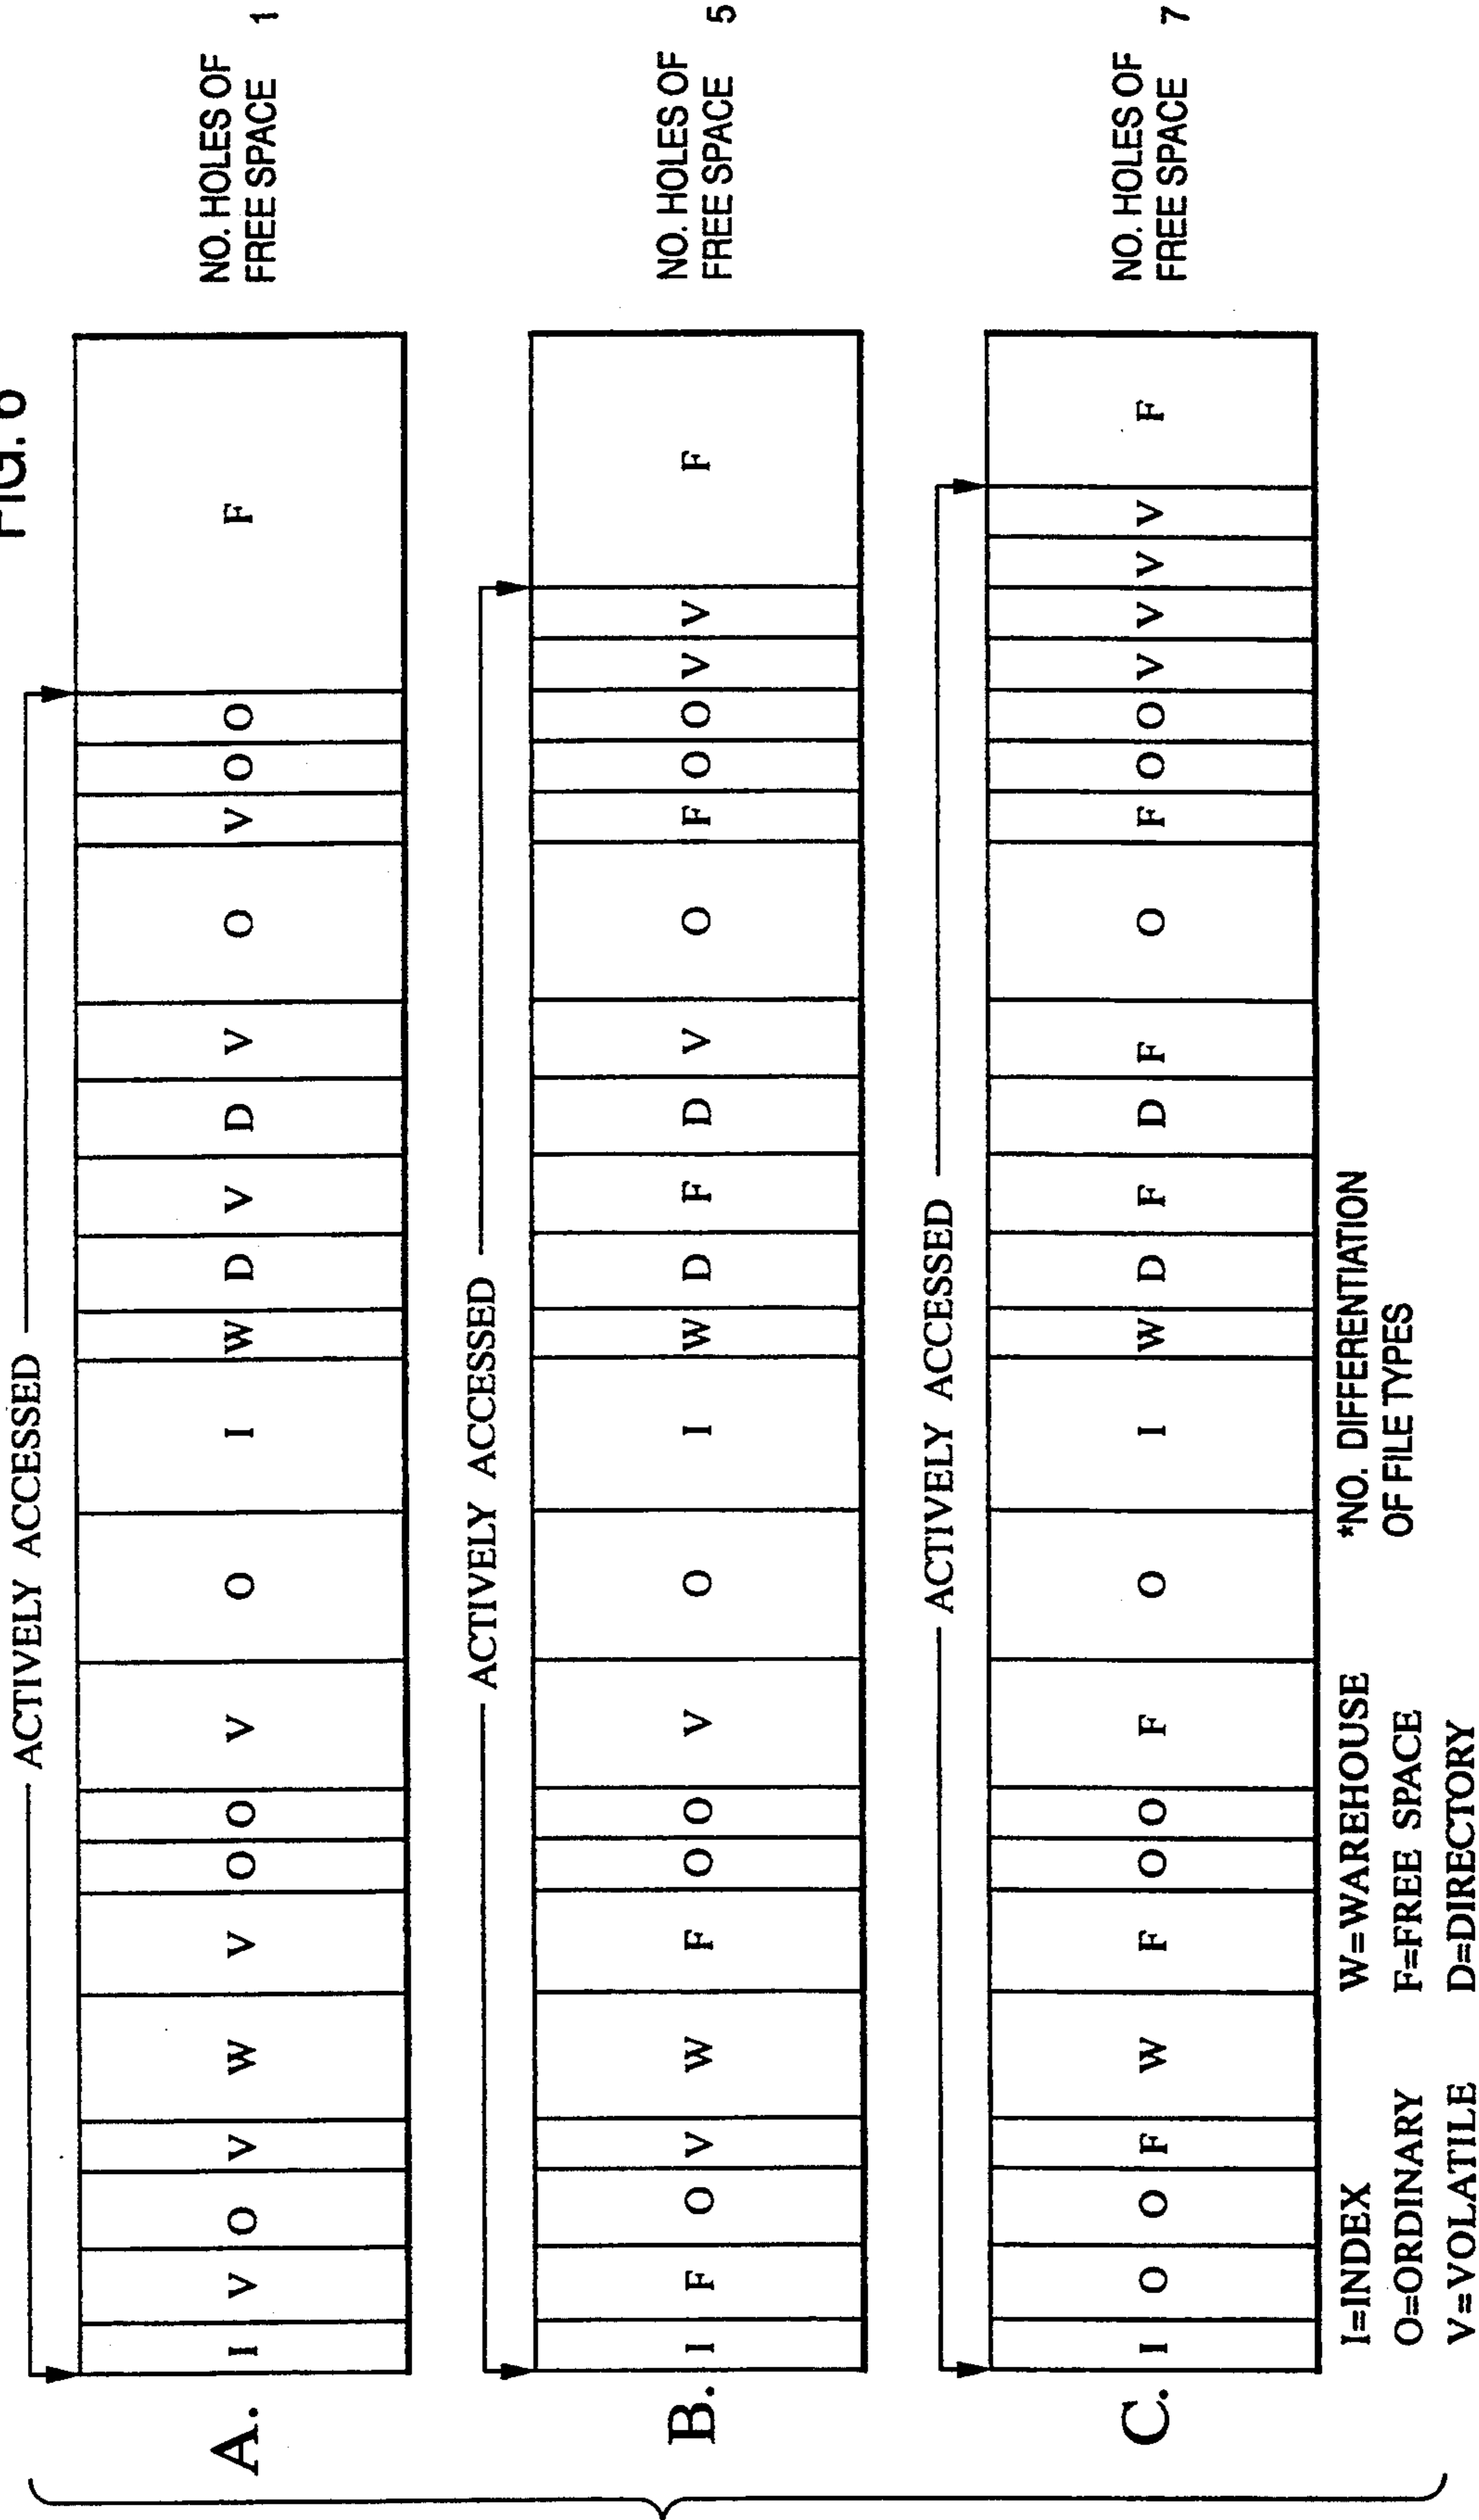 FIG.
ACTIVELY ACCESSED
A. I V O V W V O O V O I W D V D V O V O O F
NO. HOLES OF
FREE SPACE 1
ACTIVELY ACCESSED
B. I F O V W F O O V O I W D F D V O F O O V V F
NO. HOLES OF
FREE SPACE 5
ACTIVELY ACCESSED
C. I O O F W F O O F O I W D F D F O F O O V V V V F
NO. HOLES OF
FREE SPACE 7
I=INDEX W=WAREHOUSE *NO. DIFFERENTIATION
O=ORDINARY F=FREE SPACE OF FILE TYPES
V=VOLATILE D=DIRECTORY